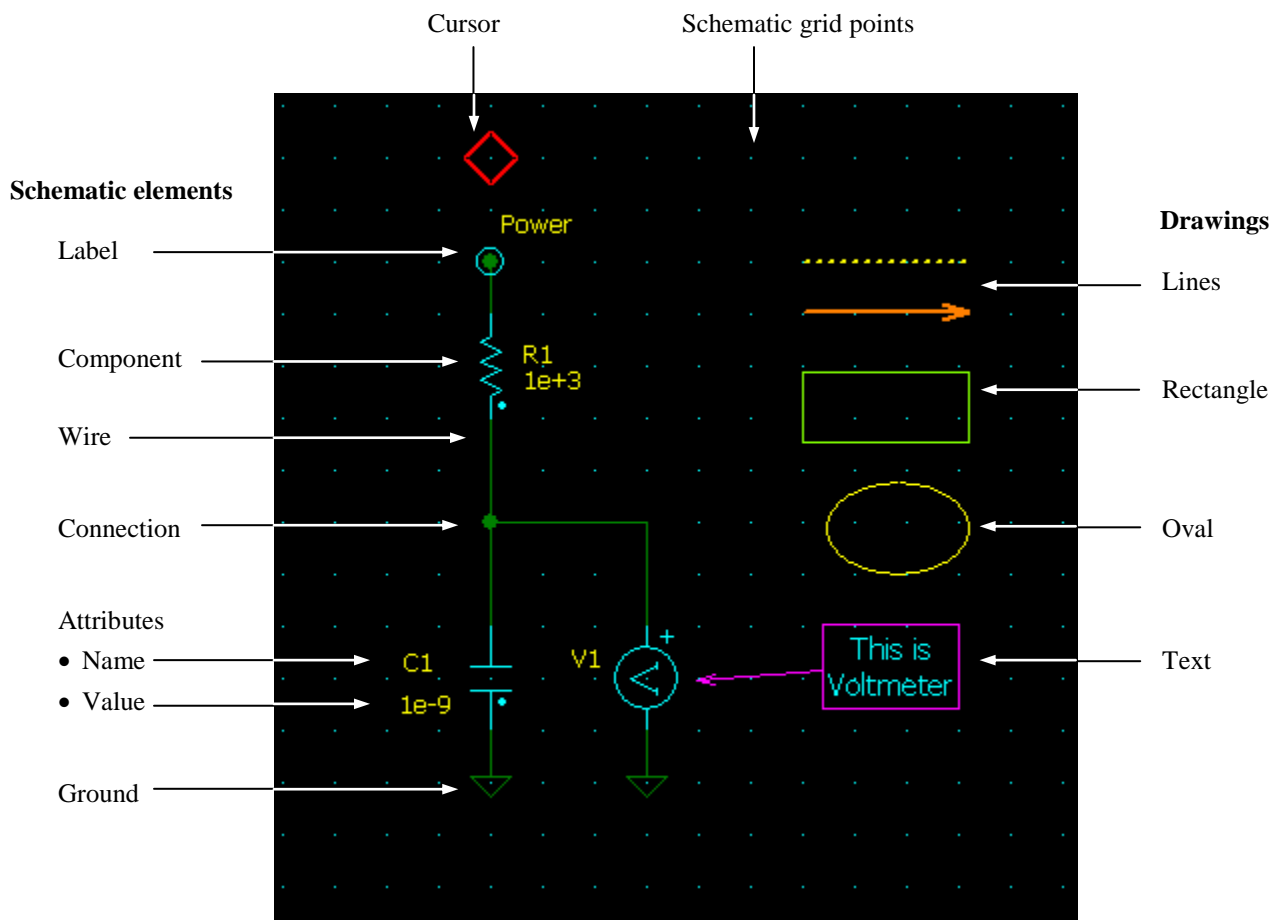 Cursor
Schematic grid points
Schematic elements
Power
Drawings
Label
Lines
Component
R1
1e+3
Rectangle
Wire
Connection
Oval
Attributes
• Name
C1
V1
+
This is
Voltmeter
Text
• Value
1e-9
V
Ground